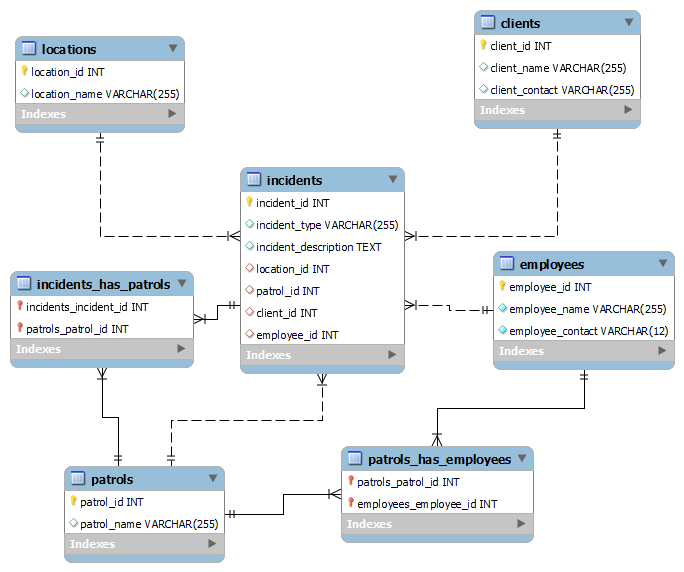 locations
location_id INT
location_name VARCHAR(255)
Indexes
clients
client_id INT
client_name VARCHAR(255)
client_contact VARCHAR(255)
Indexes
incidents
incident_id INT
incident_type VARCHAR(255)
incident_description TEXT
location_id INT
patrol_id INT
client_id INT
employee_id INT
Indexes
employees
employee_id INT
employee_name VARCHAR(255)
employee_contact VARCHAR(12)
Indexes
incidents_has_patrols
incidents_incident_id INT
patrols_patrol_id INT
Indexes
patrols
patrol_id INT
patrol_name VARCHAR(255)
Indexes
patrols_has_employees
patrols_patrol_id INT
employees_employee_id INT
Indexes